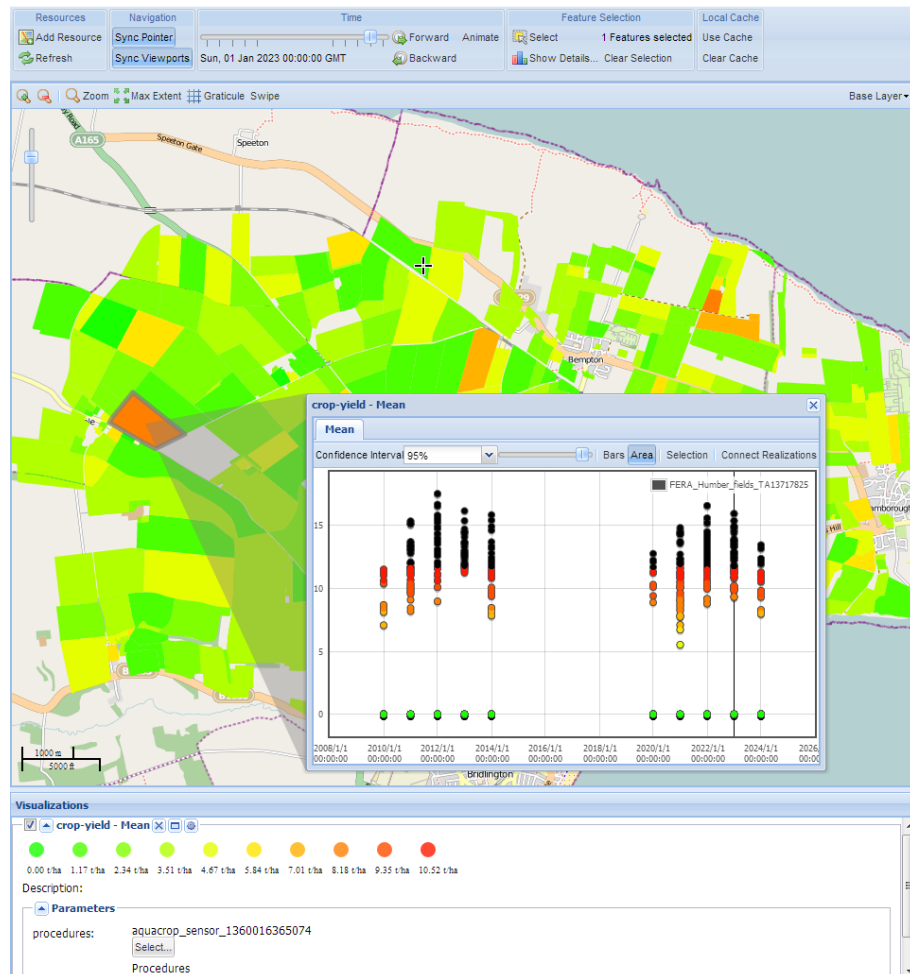 Resources Navigation Time Feature Selection Local Cache
Add Resource Sync Pointer Forward Animate Select 1 Features selected Use Cache
Refresh Sync Viewports Sun, 01 Jan 2023 00:00:00 GMT Backward Show Details... Clear Selection Clear Cache
Zoom Max Extent Graticule Swipe Base Layer
A165
Speeton Gate
Speeton
Bempton
crop-yield - Mean
Mean
Confidence Interval 95% Bars Area Selection Connect Realizations
FERA_Humber_fields_TA13717825
15
10
5
0
2008/1/1 2010/1/1 2012/1/1 2014/1/1 2016/1/1 2018/1/1 2020/1/1 2022/1/1 2024/1/1 2026
00:00:00 00:00:00 00:00:00 00:00:00 00:00:00 00:00:00 00:00:00 00:00:00 00:00:00 00:0
mborough
Hill
1000 m
5000 ft
Bridlington
Visualizations
crop-yield - Mean
0.00 t/ha 1.17 t/ha 2.34 t/ha 3.51 t/ha 4.67 t/ha 5.84 t/ha 7.01 t/ha 8.18 t/ha 9.35 t/ha 10.52 t/ha
Description:
Parameters
procedures: aquacrop_sensor_1360016365074
Select...
Procedures